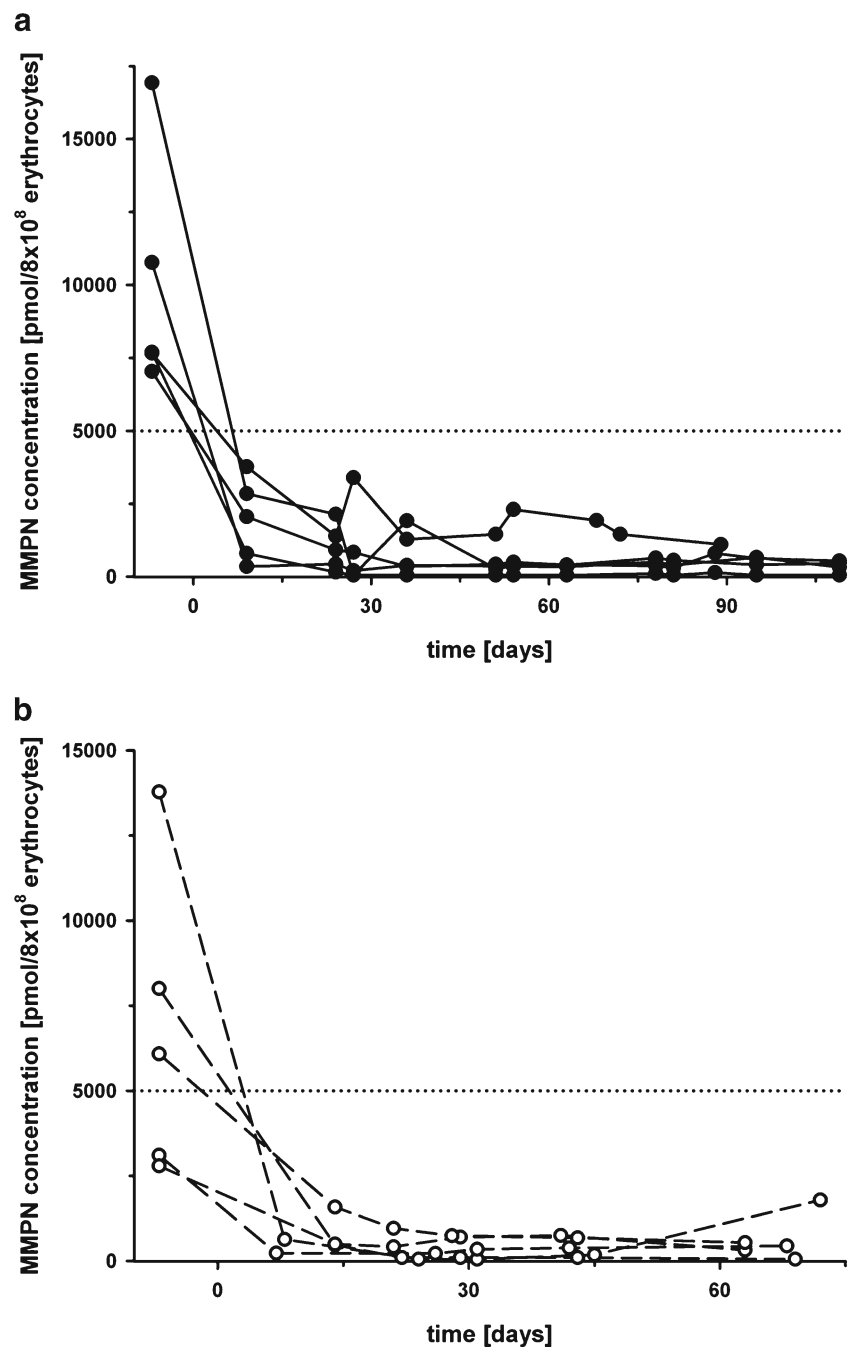 a
MMPN concentration [pmol/8x10⁸ erythrocytes]
15000
10000
5000
0
0 30 60 90
time [days]
b
MMPN concentration [pmol/8x10⁸ erythrocytes]
15000
10000
5000
0
0 30 60
time [days]